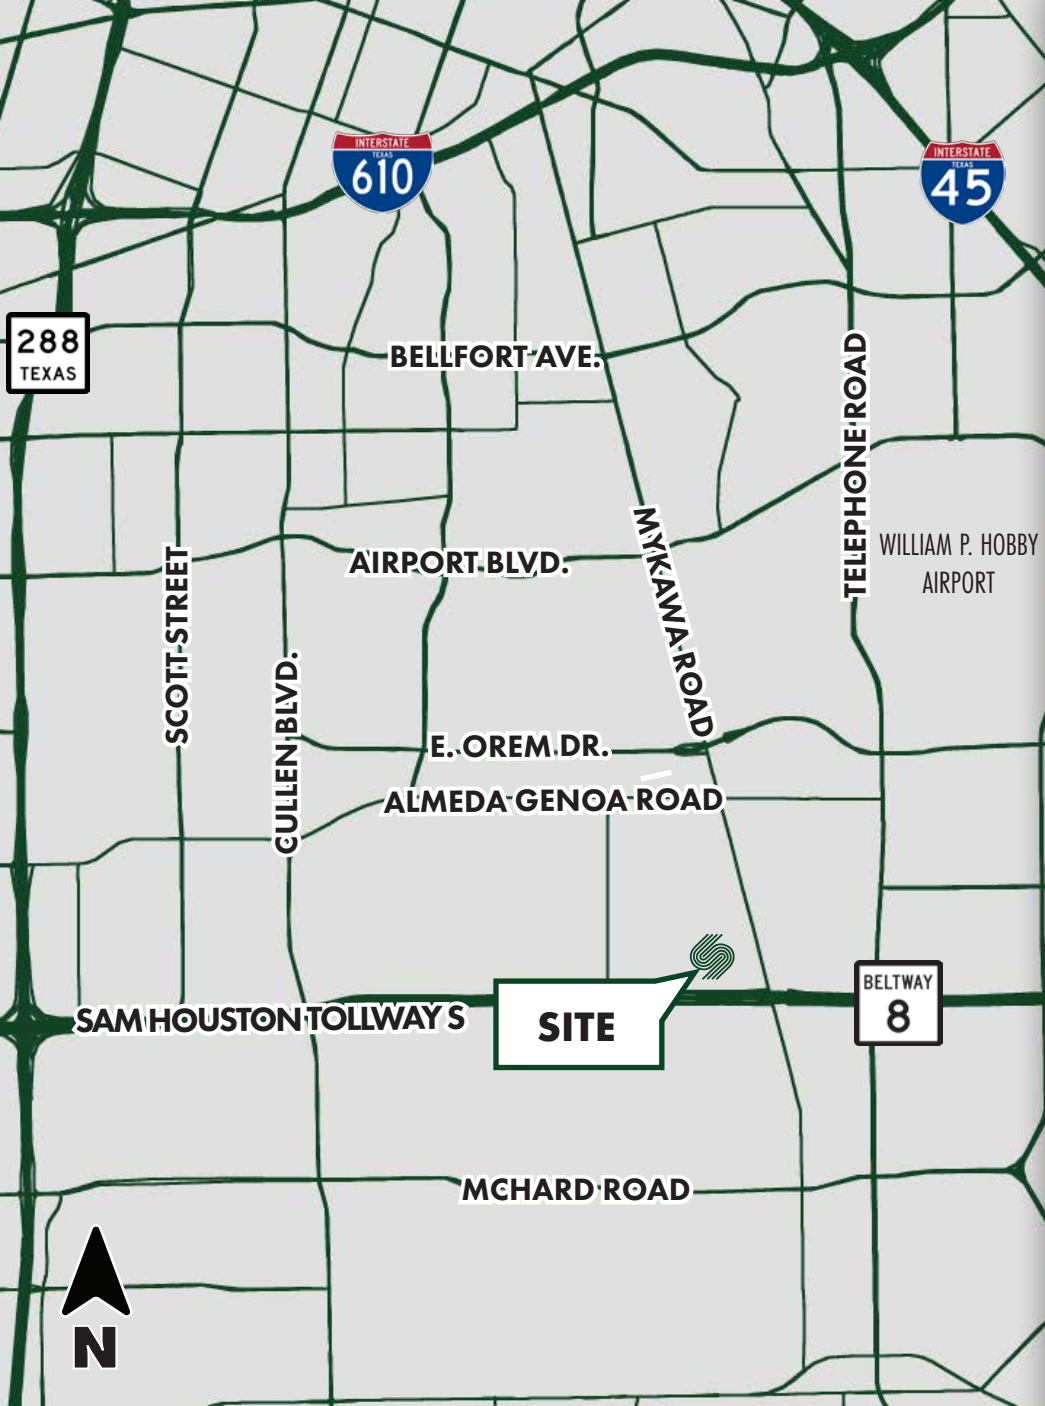 INTERSTATE
TEXAS
610
INTERSTATE
TEXAS
45
288
TEXAS
BELLFORT AVE.
TELEPHONE ROAD
MYKAWA ROAD
WILLIAM P. HOBBY
AIRPORT
AIRPORT BLVD.
SCOTT STREET
CULLEN BLVD.
E. OREM DR.
ALMEDA GENOA ROAD
SAM HOUSTON TOLLWAY S
SITE
BELTWAY
8
MCHARD ROAD
N